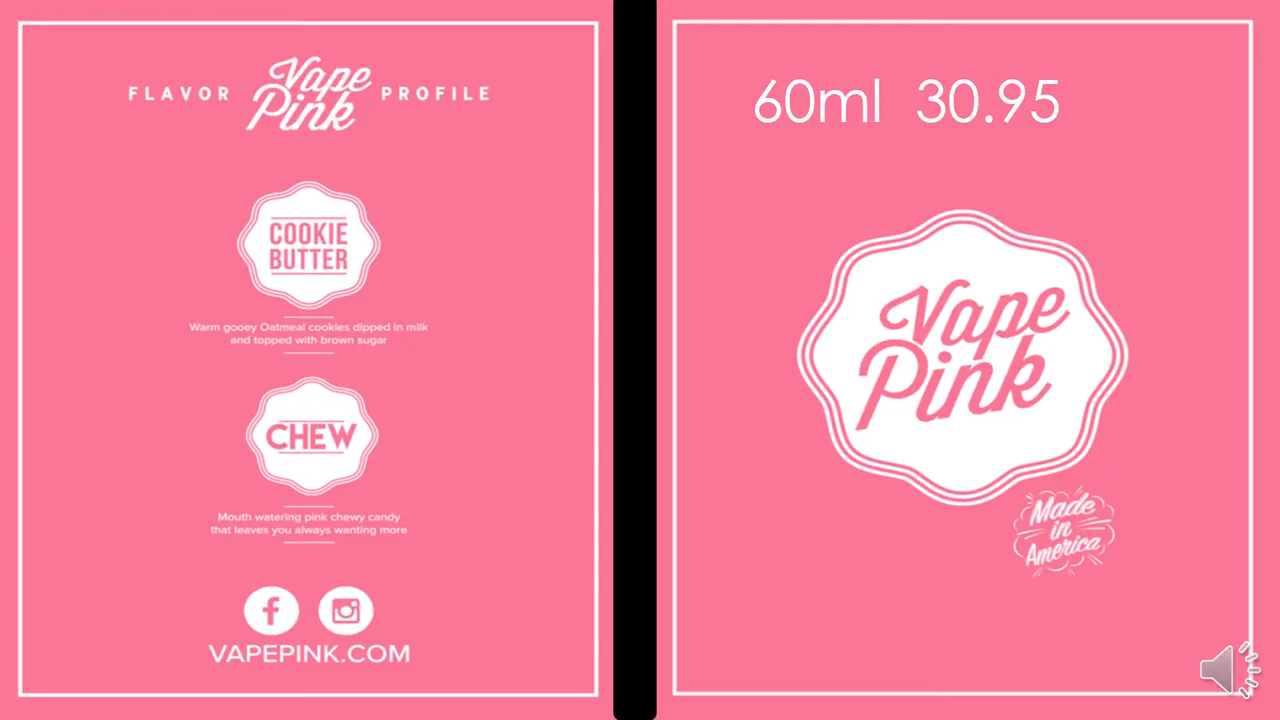 FLAVOR Vape Pink PROFILE
COOKIE
BUTTER
Warm gooey Oatmeal cookies dipped in milk
and topped with brown sugar
CHEW
Mouth watering pink chewy candy
that leaves you always wanting more
f
VAPEPINK.COM
60ml 30.95
Vape
Pink
Made
in
America